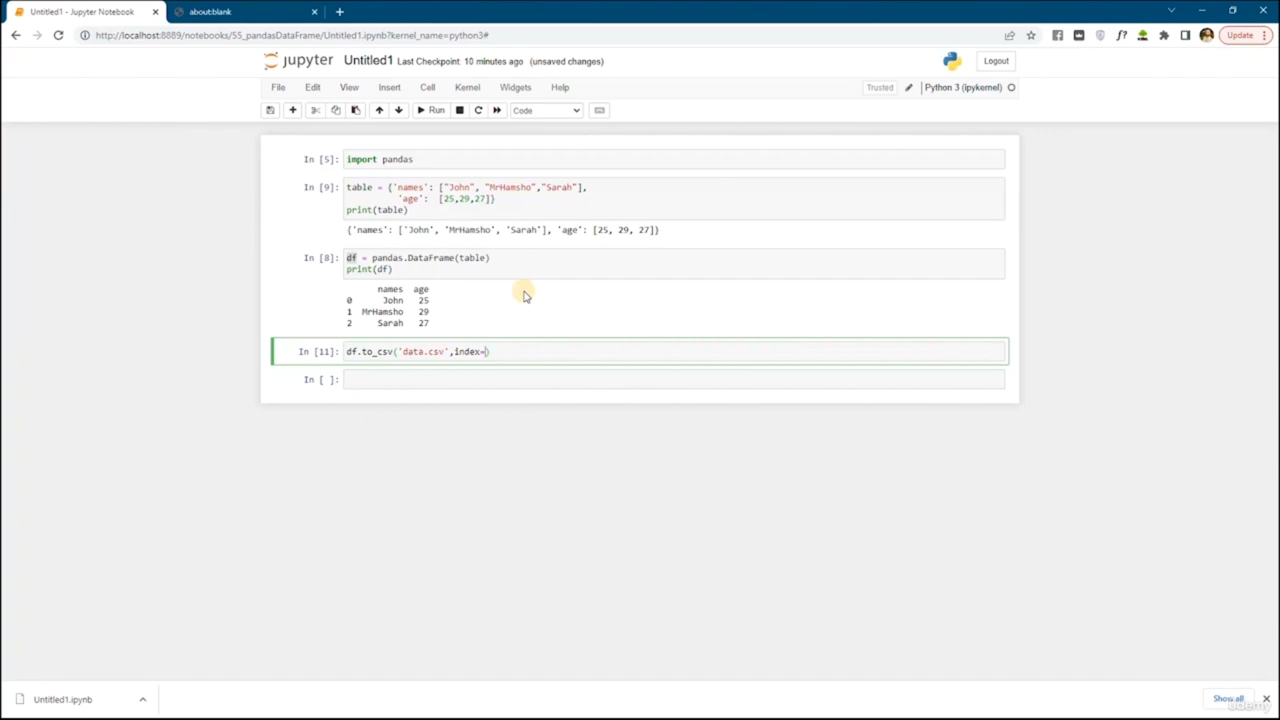 Untitled1 - Jupyter Notebook
about:blank
http://localhost:8889/notebooks/55_pandasDataFrame/Untitled1.ipynb?kernel_name=python3#
Update
jupyter Untitled1 Last Checkpoint: 10 minutes ago (unsaved changes)
Logout
File Edit View Insert Cell Kernel Widgets Help
Trusted Python 3 (ipykernel)
Run Code
In [5]: import pandas
In [9]: table = {'names': ["John", "MrHamsho","Sarah"],
'age': [25,29,27]}
print(table)
{'names': ['John', 'MrHamsho', 'Sarah'], 'age': [25, 29, 27]}
In [8]: df = pandas.DataFrame(table)
print(df)
names age
0 John 25
1 MrHamsho 29
2 Sarah 27
In [11]: df.to_csv('data.csv',index=)
In [ ]:
Untitled1.ipynb
Show all
udemy